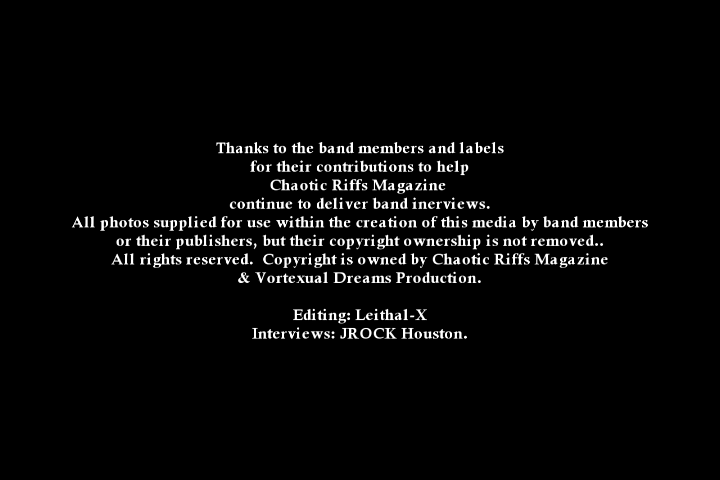 Thanks to the band members and labels
for their contributions to help
Chaotic Riffs Magazine
continue to deliver band inerviews.
All photos supplied for use within the creation of this media by band members
or their publishers, but their copyright ownership is not removed..
All rights reserved.  Copyright is owned by Chaotic Riffs Magazine
& Vortexual Dreams Production.
Editing: Leithal-X
Interviews: JROCK Houston.